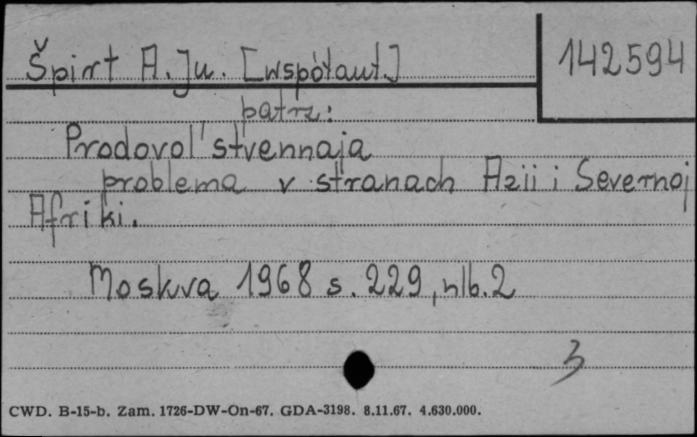 Špirt A. Ju. [współaut.]
142594
patrz:
Prodovol'stvennaja
problema v stranach Azii i Severnoj
Afriki.
Moskva 1968 s. 229, nlb. 2
3
CWD. B-15-b. Zam. 1726-DW-On-67. GDA-3198. 8.11.67. 4.630.000.